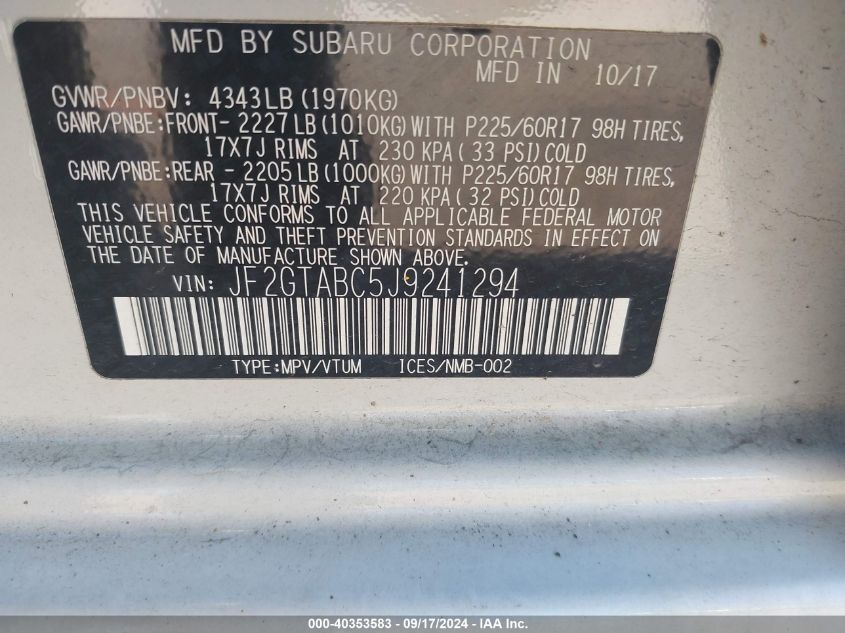 MFD BY SUBARU CORPORATION
MFD IN 10/17
GVWR/PNBV: 4343LB (1970KG)
GAWR/PNBE:FRONT- 2227 LB (1010KG) WITH P225/60R17 98H TIRES,
17X7J RIMS AT 230 KPA ( 33 PSI) COLD
GAWR/PNBE:REAR - 2205 LB (1000KG) WITH P225/60R17 98H TIRES,
17X7J RIMS AT 220 KPA ( 32 PSI) COLD
THIS VEHICLE CONFORMS TO ALL APPLICABLE FEDERAL MOTOR
VEHICLE SAFETY AND THEFT PREVENTION STANDARDS IN EFFECT ON
THE DATE OF MANUFACTURE SHOWN ABOVE.
VIN: JF2GTABC5J9241294
TYPE:MPV/VTUM ICES/NMB-002
000-40353583 - 09/17/2024 - IAA Inc.